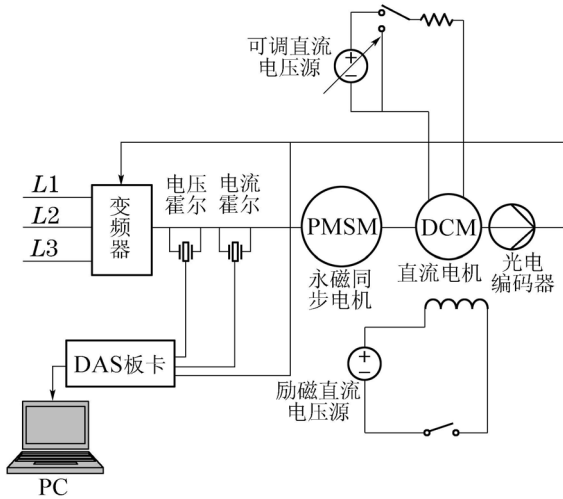 可调直流
电压源
L1
L2
L3
变
频
器
电压
霍尔
电流
霍尔
PMSM
永磁同
步电机
DCM
直流电机
光电
编码器
DAS板卡
励磁直流
电压源
PC